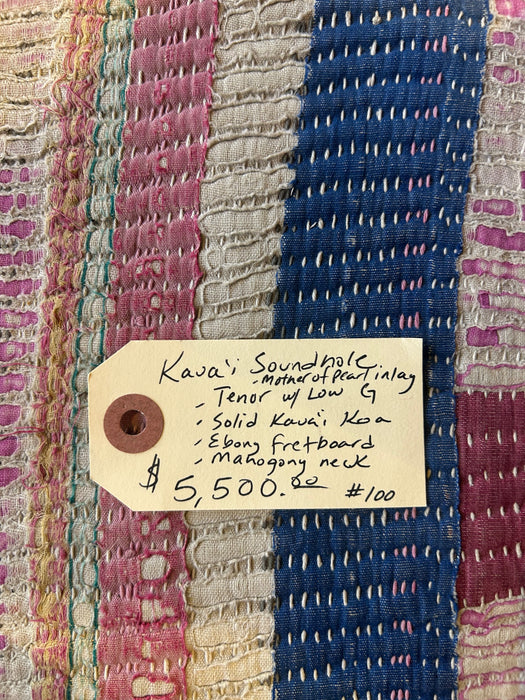 Kaua'i Soundhole
- Mother of Pearl inlay
- Tenor w/ Low G
- Solid Kaua'i Koa
- Ebony fretboard
- Mahogony neck
$ 5,500.00 #100